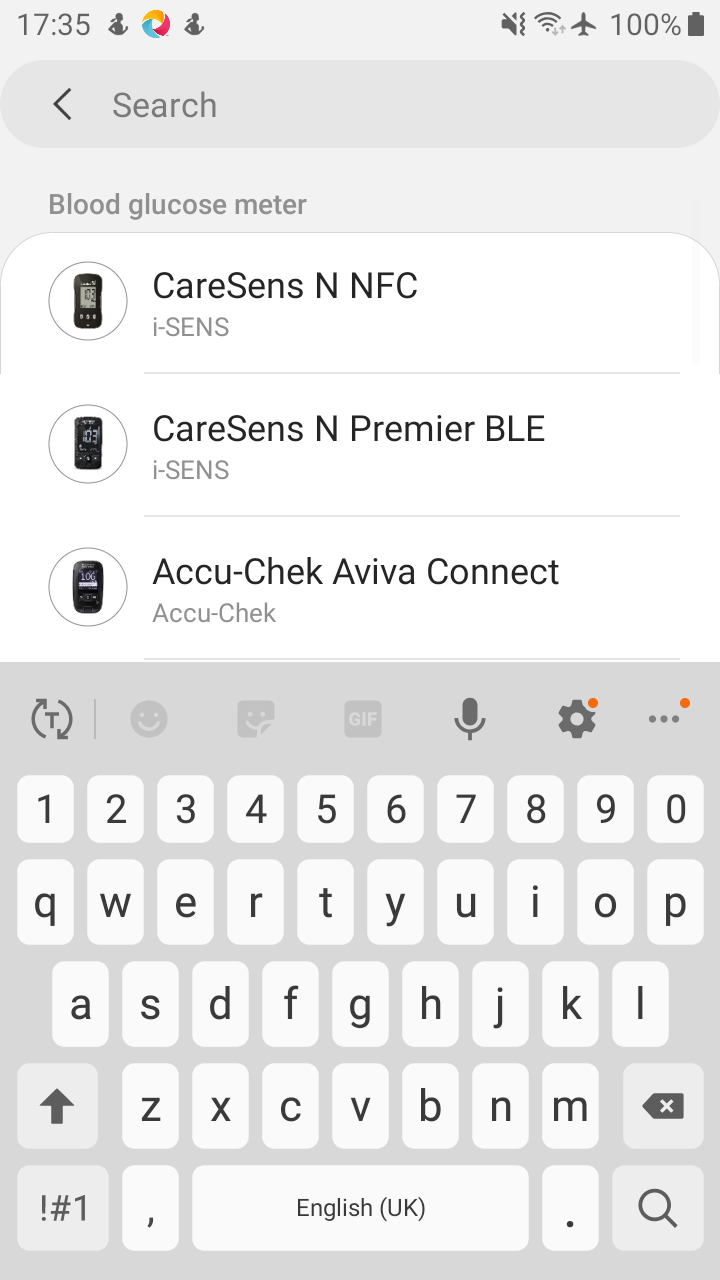 17:35 100%
Search
Blood glucose meter
CareSens N NFC
i-SENS
CareSens N Premier BLE
i-SENS
Accu-Chek Aviva Connect
Accu-Chek
T GIF
1 2 3 4 5 6 7 8 9 0
q w e r t y u i o p
a s d f g h j k l
z x c v b n m
!#1 , English (UK) .